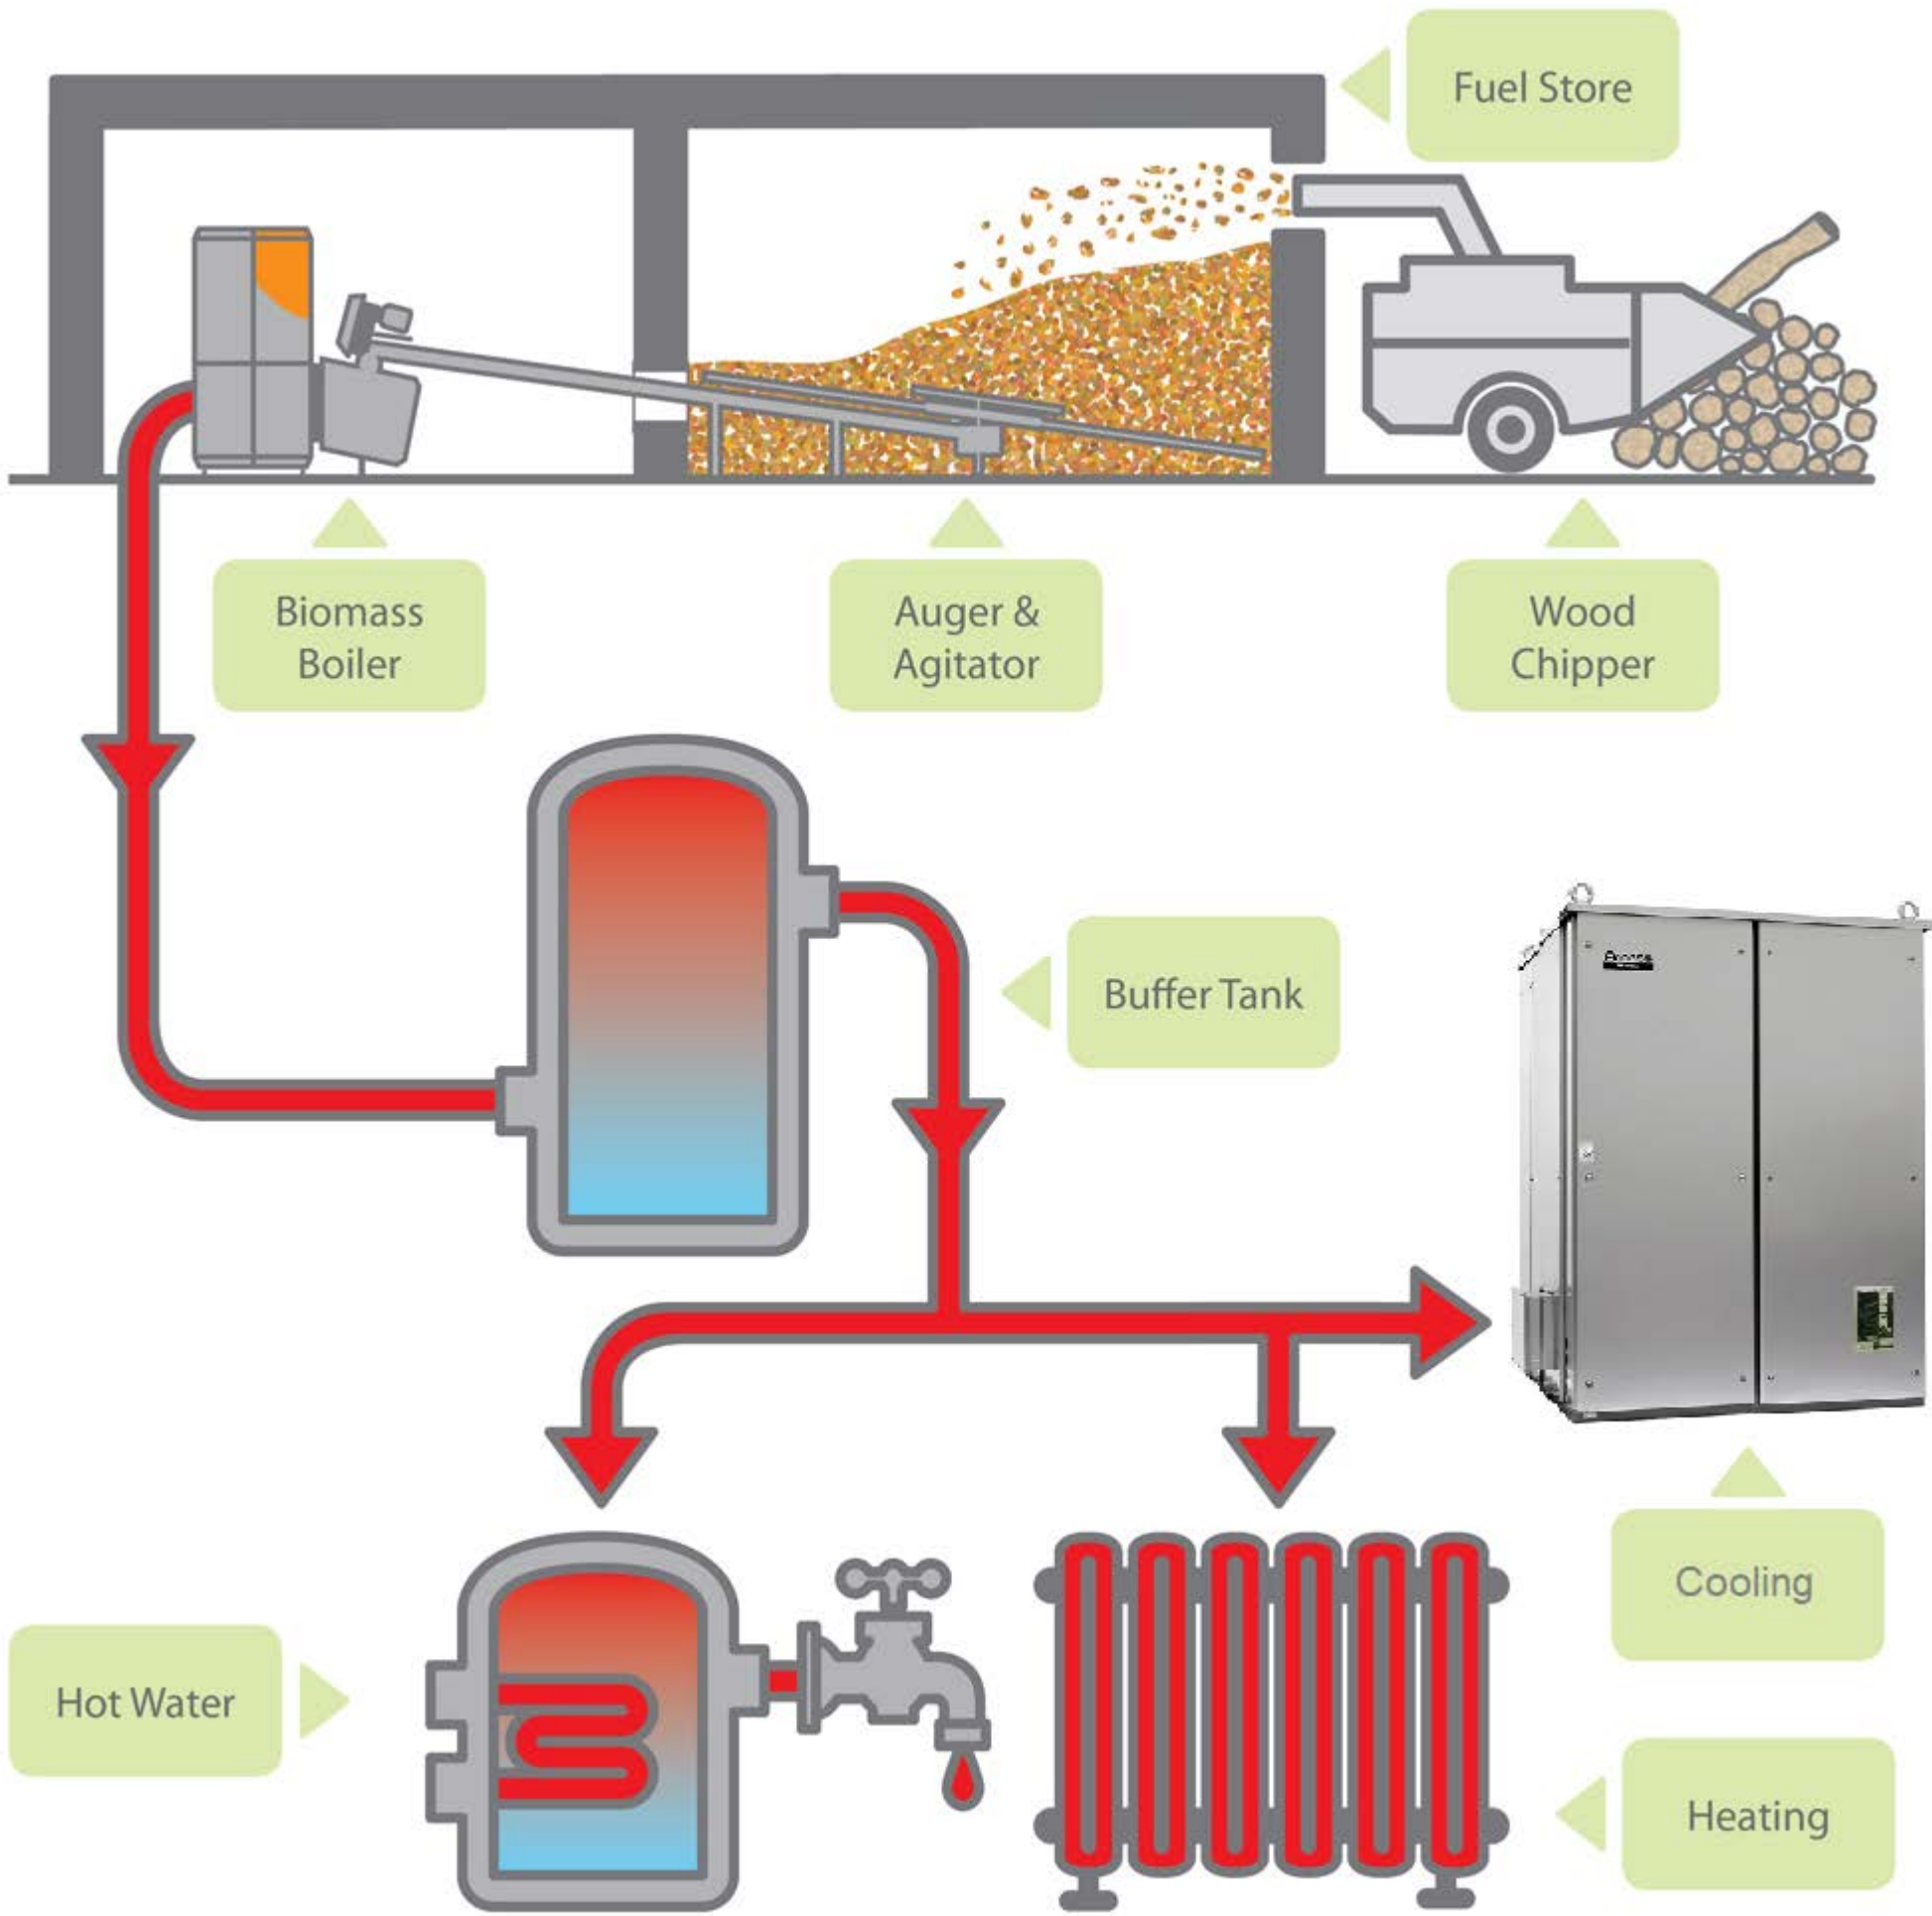 Fuel Store
Biomass
Boiler
Auger &
Agitator
Wood
Chipper
Buffer Tank
Cooling
Hot Water
Heating